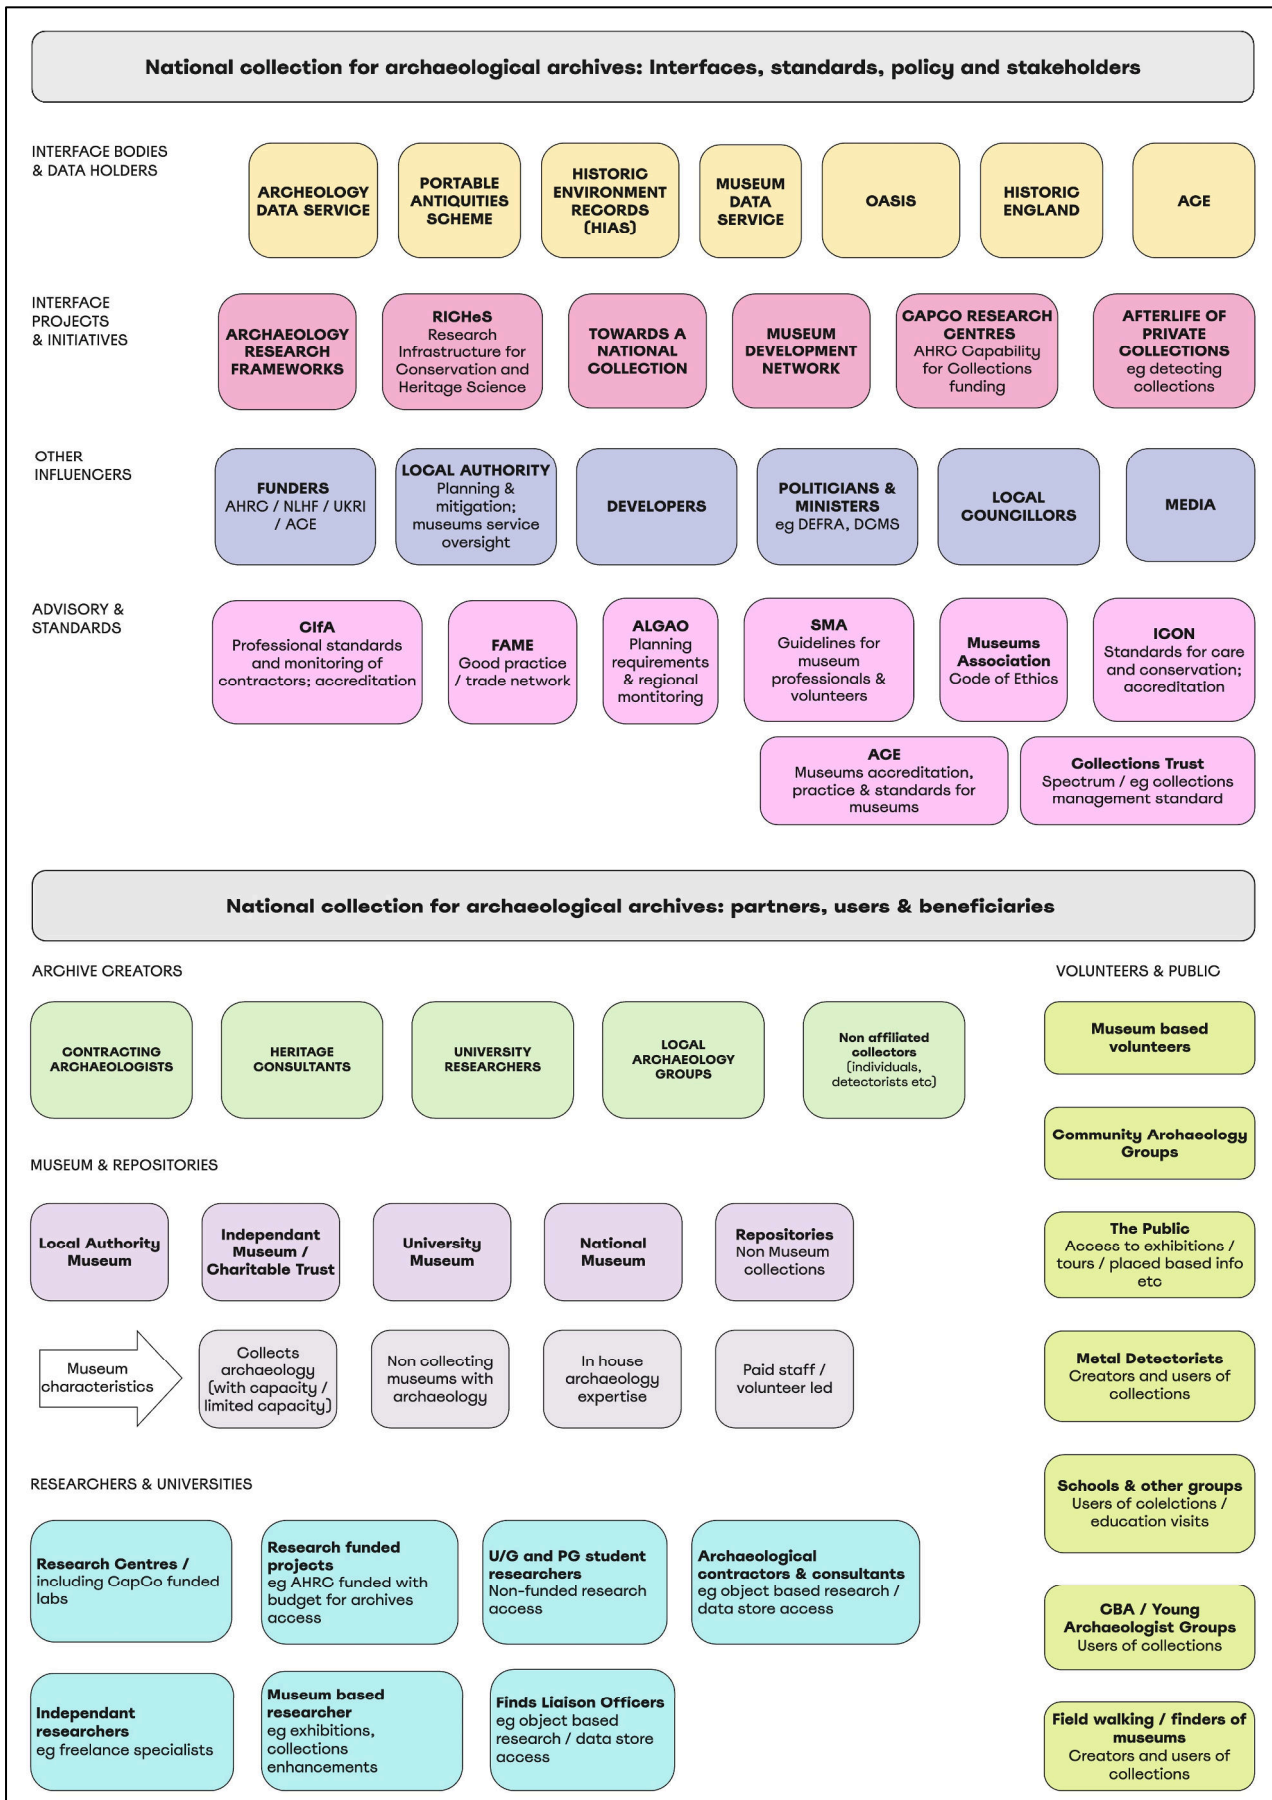 National collection for archaeological archives: Interfaces, standards, policy and stakeholders
INTERFACE BODIES
& DATA HOLDERS
ARCHEOLOGY
DATA SERVICE
PORTABLE
ANTIQUITIES
SCHEME
HISTORIC
ENVIRONMENT
RECORDS
(HIAS)
MUSEUM
DATA
SERVICE
OASIS
HISTORIC
ENGLAND
ACE
INTERFACE
PROJECTS
& INITIATIVES
ARCHAEOLOGY
RESEARCH
FRAMEWORKS
RICHeS
Research
Infrastructure for
Conservation and
Heritage Science
TOWARDS A
NATIONAL
COLLECTION
MUSEUM
DEVELOPMENT
NETWORK
CAPCO RESEARCH
CENTRES
AHRC Capability
for Collections
funding
AFTERLIFE OF
PRIVATE
COLLECTIONS
eg detecting
collections
OTHER
INFLUENCERS
FUNDERS
AHRC / NLHF / UKRI
/ ACE
LOCAL AUTHORITY
Planning &
mitigation;
museums service
oversight
DEVELOPERS
POLITICIANS &
MINISTERS
eg DEFRA, DCMS
LOCAL
COUNCILLORS
MEDIA
ADVISORY &
STANDARDS
CIfA
Professional standards
and monitoring of
contractors; accreditation
FAME
Good practice
/ trade network
ALGAO
Planning
requirements
& regional
montitoring
SMA
Guidelines for
museum
professionals &
volunteers
Museums
Association
Code of Ethics
ICON
Standards for care
and conservation;
accreditation
ACE
Museums accreditation,
practice & standards for
museums
Collections Trust
Spectrum / eg collections
management standard
National collection for archaeological archives: partners, users & beneficiaries
ARCHIVE CREATORS
CONTRACTING
ARCHAEOLOGISTS
HERITAGE
CONSULTANTS
UNIVERSITY
RESEARCHERS
LOCAL
ARCHAEOLOGY
GROUPS
Non affiliated
collectors
(individuals,
detectorists etc)
MUSEUM & REPOSITORIES
Local Authority
Museum
Independant
Museum /
Charitable Trust
University
Museum
National
Museum
Repositories
Non Museum
collections
Museum
characteristics
Collects
archaeology
(with capacity /
limited capacity)
Non collecting
museums with
archaeology
In house
archaeology
expertise
Paid staff /
volunteer led
RESEARCHERS & UNIVERSITIES
Research Centres /
including CapCo funded
labs
Research funded
projects
eg AHRC funded with
budget for archives
access
U/G and PG student
researchers
Non-funded research
access
Archaeological
contractors & consultants
eg object based research /
data store access
Independant
researchers
eg freelance specialists
Museum based
researcher
eg exhibitions,
collections
enhancements
Finds Liaison Officers
eg object based
research / data store
access
VOLUNTEERS & PUBLIC
Museum based
volunteers
Community Archaeology
Groups
The Public
Access to exhibitions /
tours / placed based info
etc
Metal Detectorists
Creators and users of
collections
Schools & other groups
Users of colelctions /
education visits
CBA / Young
Archaeologist Groups
Users of collections
Field walking / finders of
museums
Creators and users of
collections